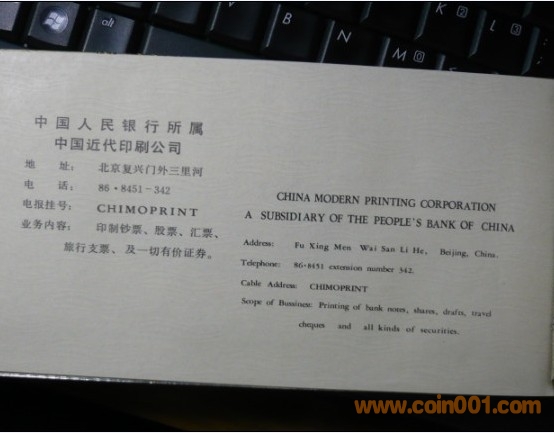 中国人民银行所属
中国近代印刷公司
地 址： 北京复兴门外三里河
电 话： 86·8451-342
电报挂号： CHIMOPRINT
业务内容： 印制钞票、股票、汇票、
旅行支票、及一切有价证券。
CHINA MODERN PRINTING CORPORATION
A SUBSIDIARY OF THE PEOPLE'S BANK OF CHINA
Address: Fu Xing Men Wai San Li He, Beijing, China.
Telephone: 86·8451 extension number 342.
Cable Address: CHIMOPRINT
Scope of Bussiness: Printing of bank notes, shares, drafts, travel
cheques and all kinds of securities.
www.coin001.com
V
B
N
M
K
L